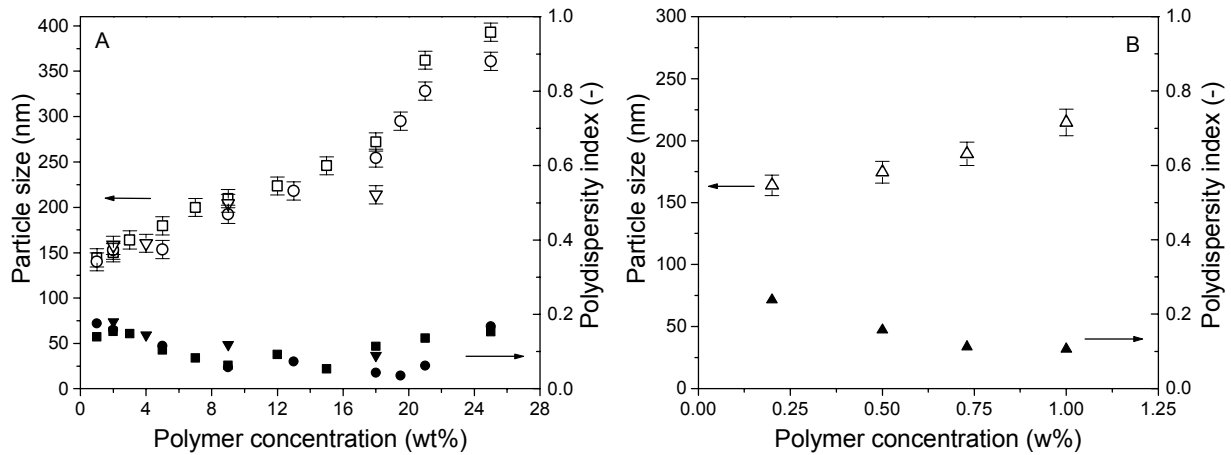 A
Particle size (nm)
400
350
300
250
200
150
100
50
0
0 4 8 12 16 20 24 28
Polymer concentration (wt%)
1.0
0.8
0.6
0.4
0.2
0.0
Polydispersity index (-)
B
Particle size (nm)
300
250
200
150
100
50
0
0.00 0.25 0.50 0.75 1.00 1.25
Polymer concentration (w%)
1.0
0.8
0.6
0.4
0.2
0.0
Polydispersity index (-)